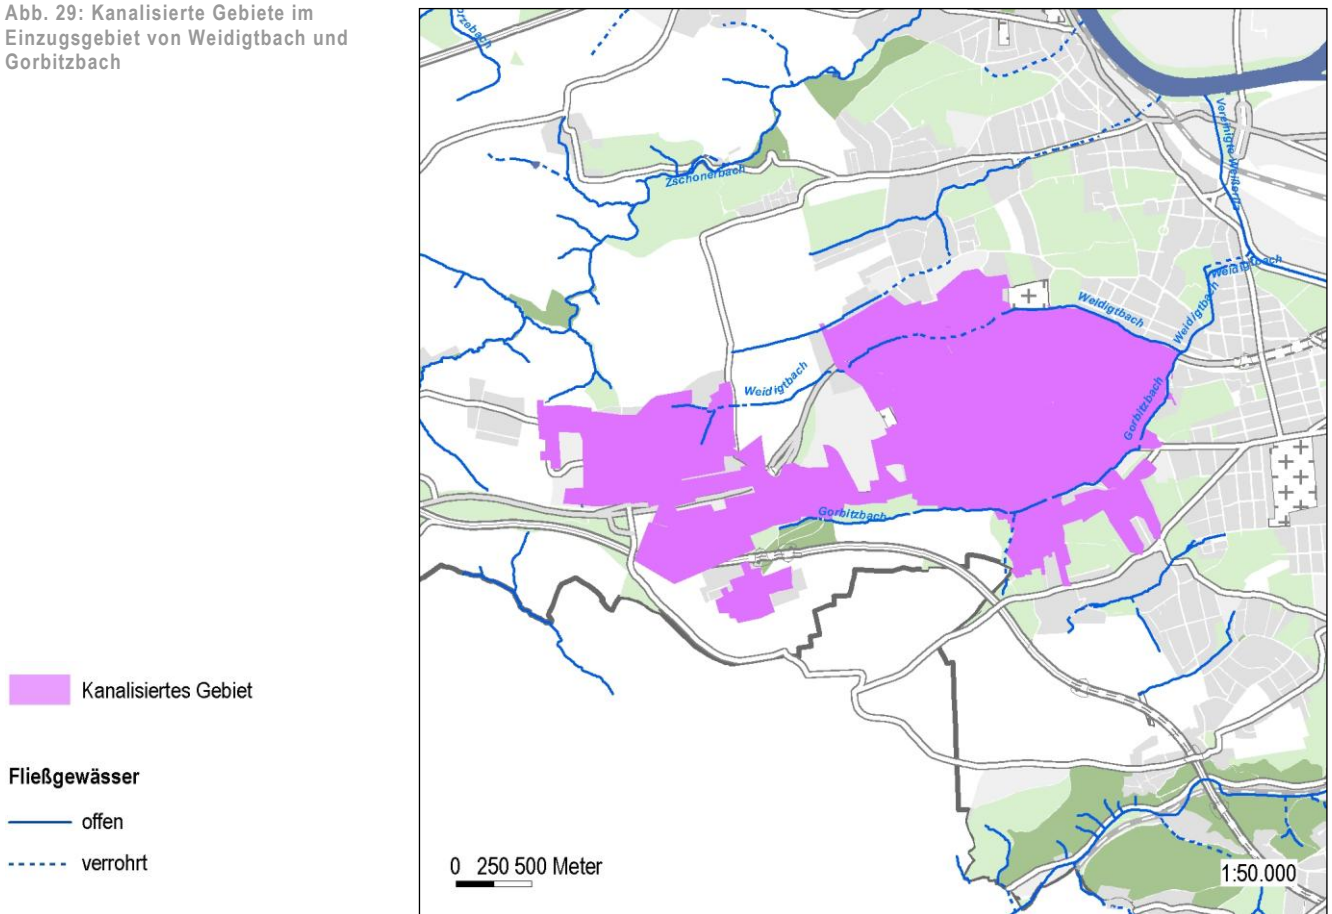 Abb. 29: Kanalisierte Gebiete im
Einzugsgebiet von Weidigtbach und
Gorbitzbach
Zschonerbach
Vereinigte Weißeritz
Weidigtbach
Weidigtbach
Weidigtbach
Weidigtbach
Gorbitzbach
Gorbitzbach
Kanalisiertes Gebiet
Fließgewässer
offen
verrohrt
0 250 500 Meter
1:50.000